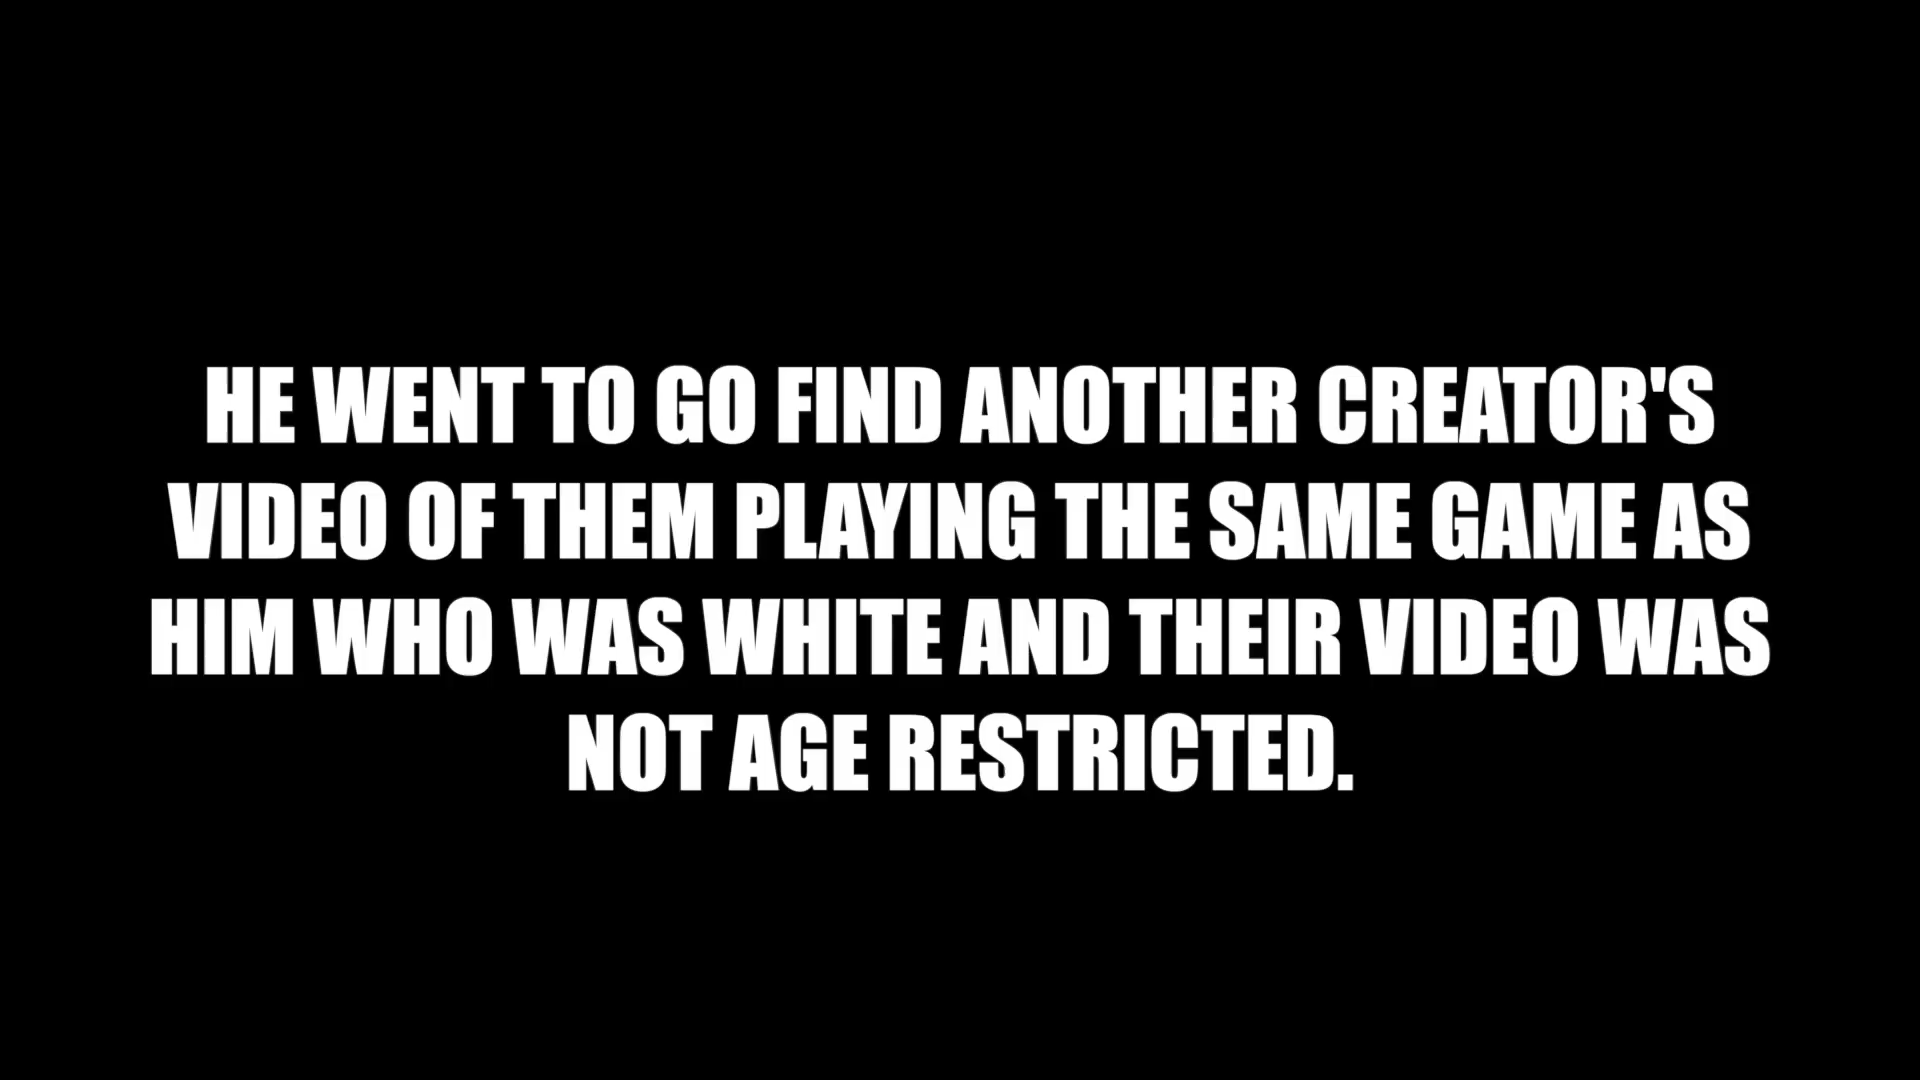 HE WENT TO GO FIND ANOTHER CREATOR'S
VIDEO OF THEM PLAYING THE SAME GAME AS
HIM WHO WAS WHITE AND THEIR VIDEO WAS
NOT AGE RESTRICTED.